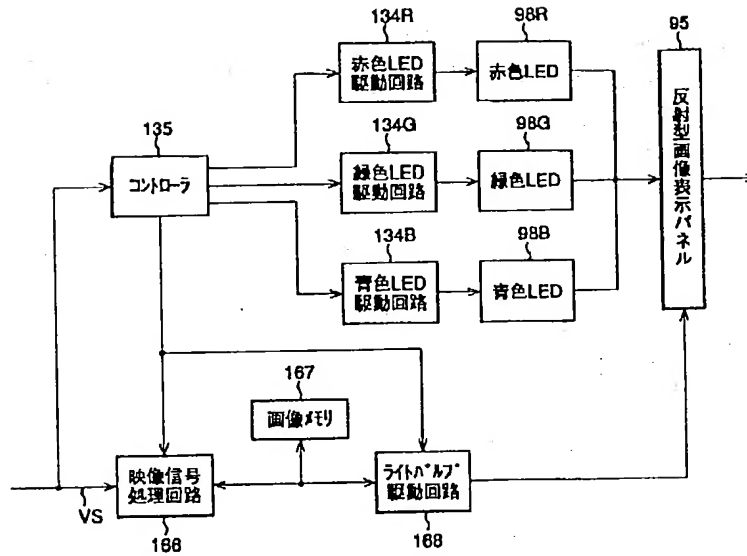 134R
98R
95
赤色LED
駆動回路
赤色LED
反射型画像表示パネル
135
134G
98G
コントローラ
緑色LED
駆動回路
緑色LED
134B
98B
青色LED
駆動回路
青色LED
167
画像メモリ
映像信号
処理回路
ライトバルブ
駆動回路
VS
166
168